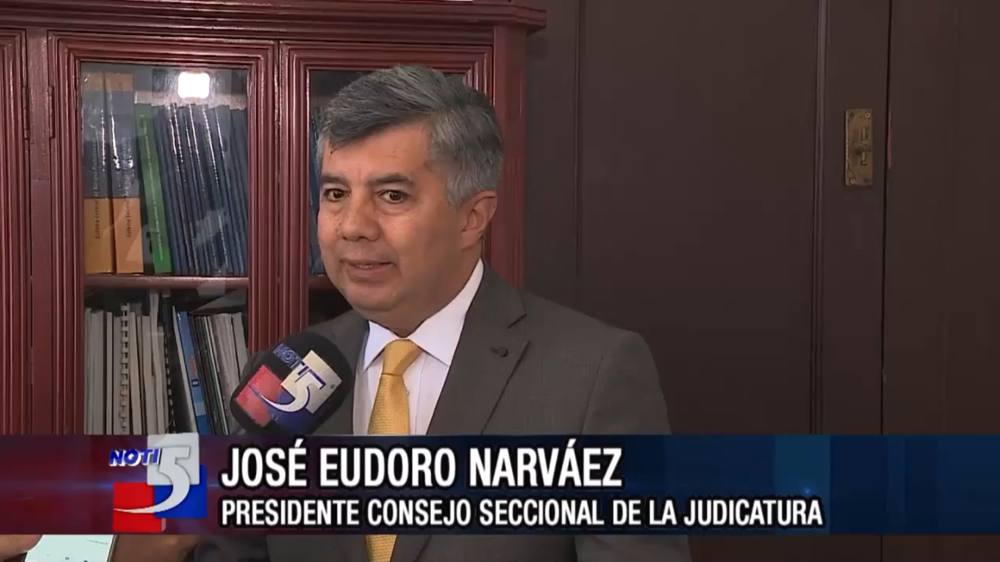 NOTI 5
NOTI 5
JOSÉ EUDORO NARVÁEZ
PRESIDENTE CONSEJO SECCIONAL DE LA JUDICATURA